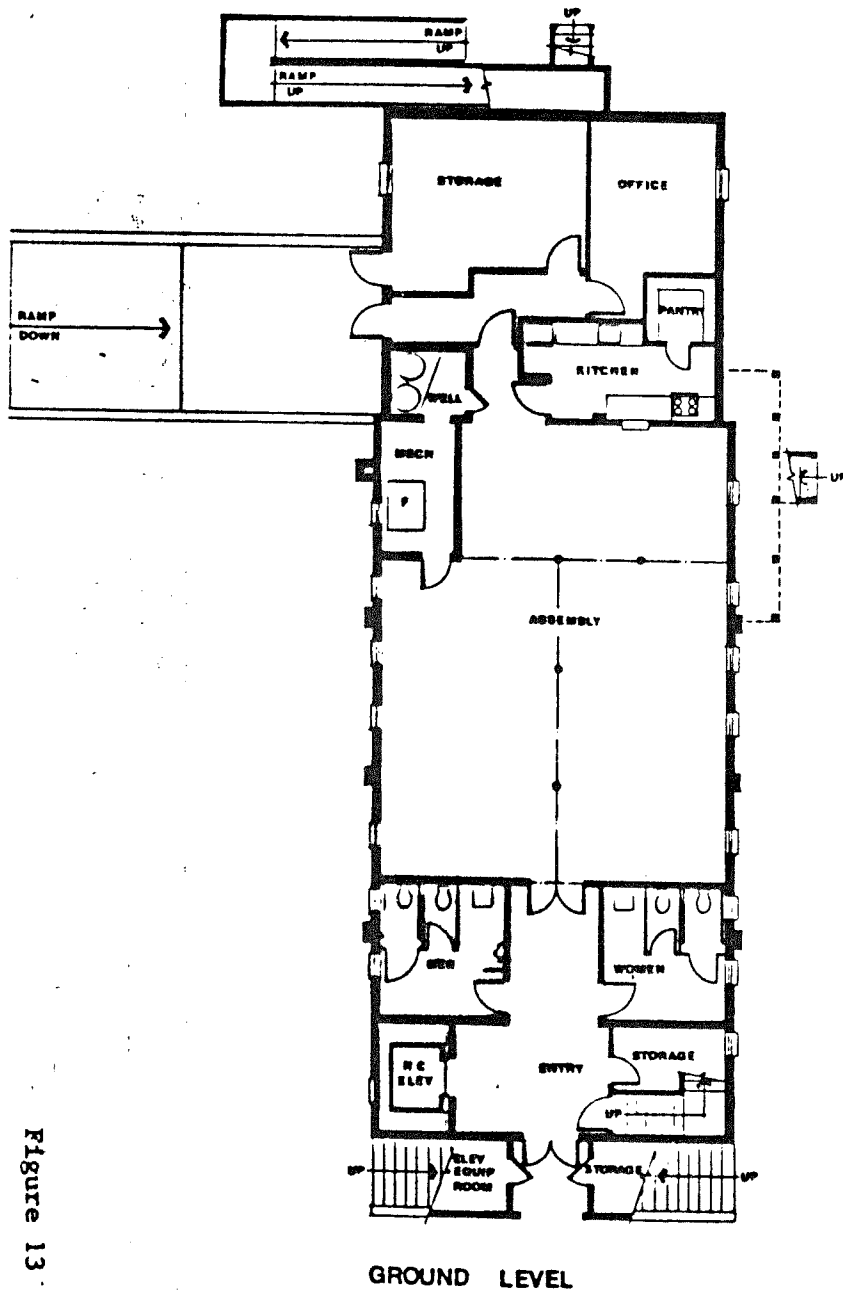 UP
RAMP
UP
RAMP
UP
STORAGE
OFFICE
RAMP
DOWN
PANTRY
KITCHEN
WELL
MECH
F
UP
ASSEMBLY
MEN
WOMEN
H C
ELEV
ENTRY
STORAGE
UP
UP
ELEV
EQUIP
ROOM
STORAGE
UP
Figure 13
GROUND LEVEL